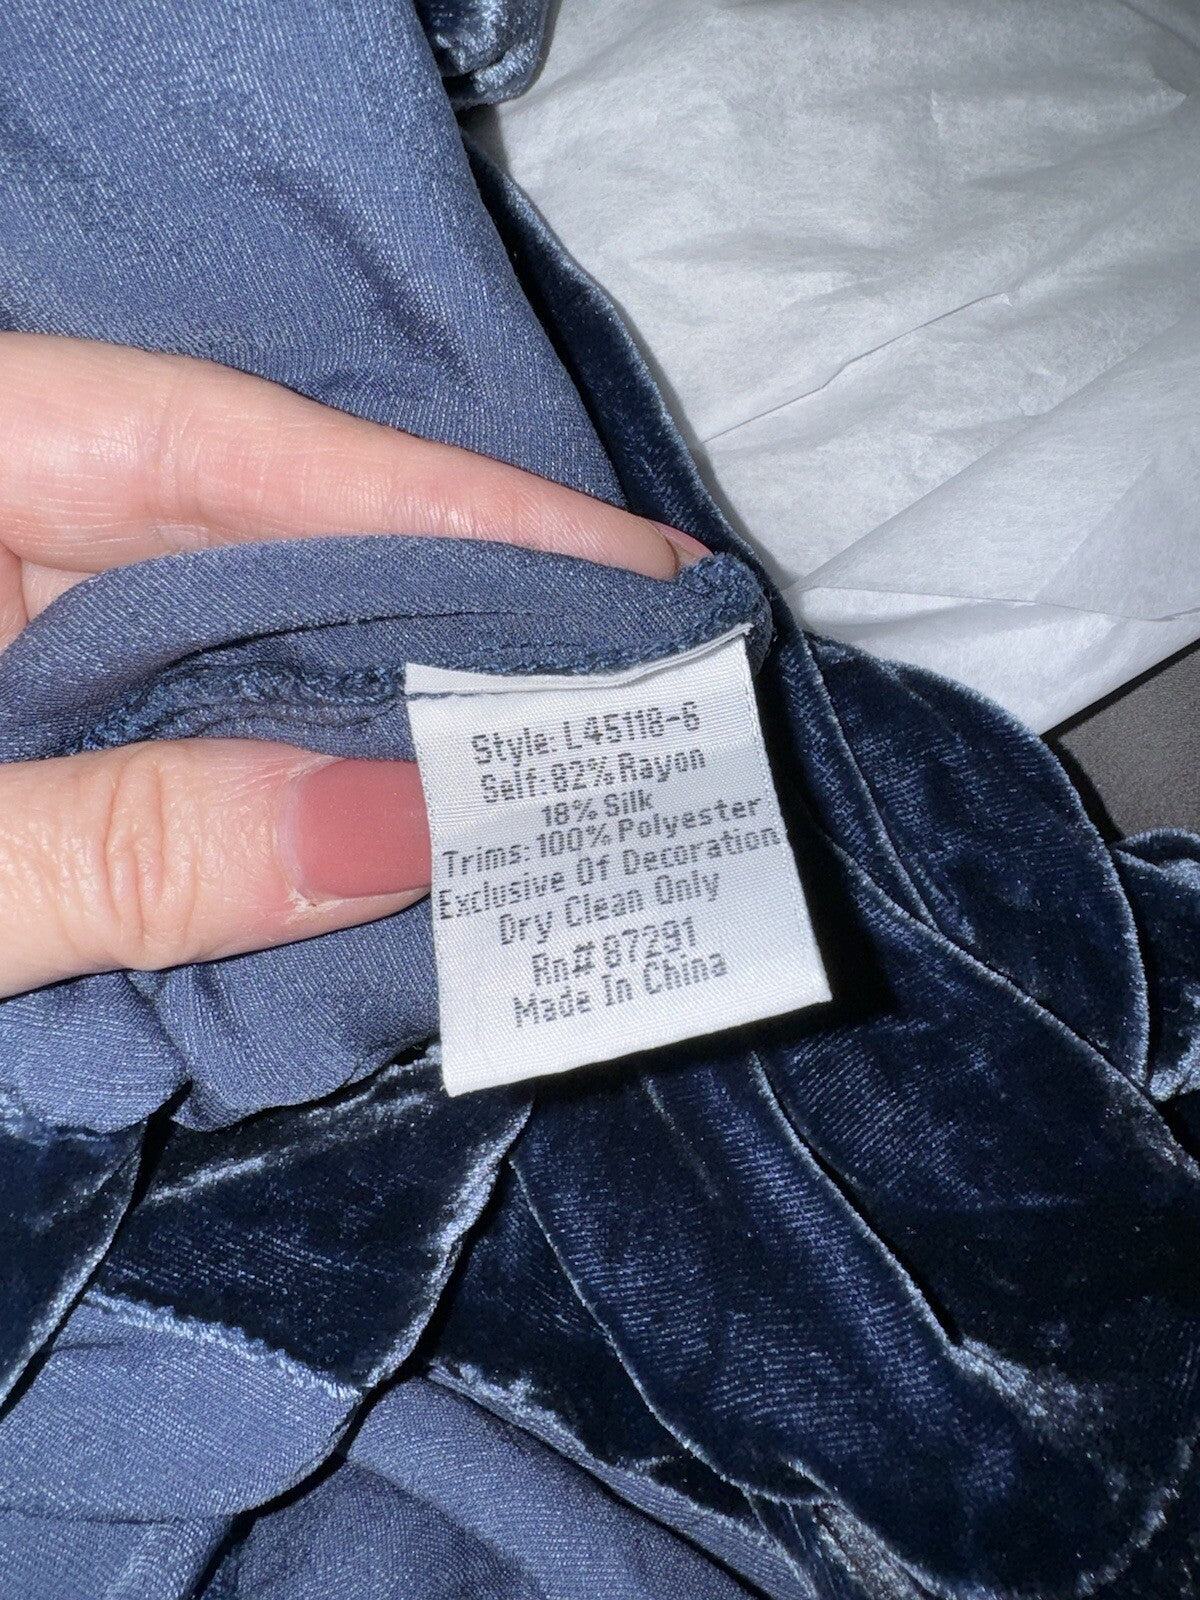 Style: L45118-6
Self: 82% Rayon
18% Silk
Trims: 100% Polyester
Exclusive Of Decoration
Dry Clean Only
Rn# 87291
Made In China